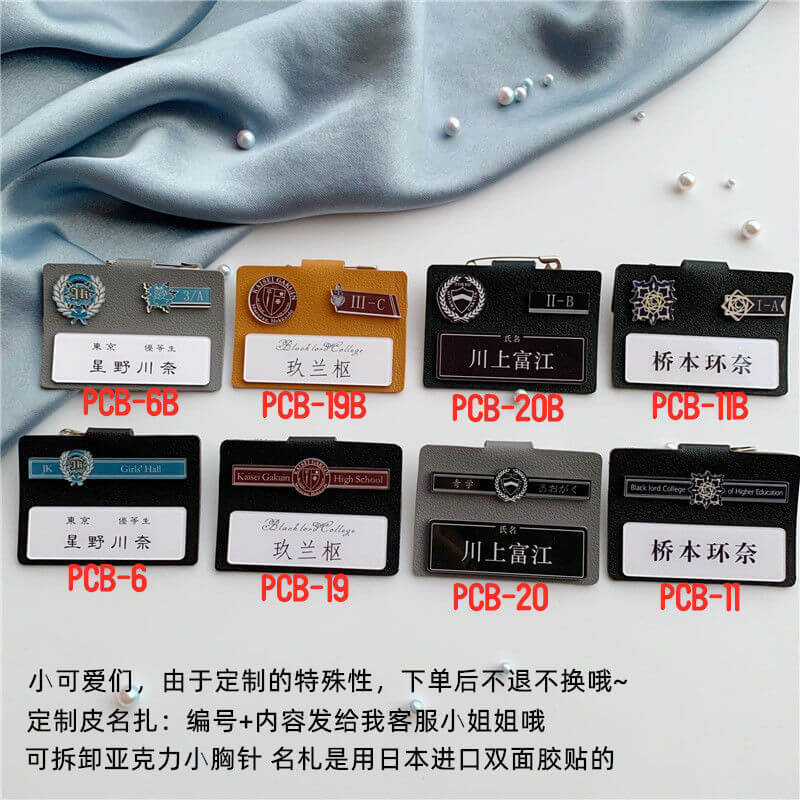 3/A
東京 優等生
星野川奈
PCB-6B
KAISEI GAKUIN
III-C
Blacklord College
玖兰枢
PCB-19B
II-B
氏名
川上富江
PCB-20B
I-A
桥本环奈
PCB-11B
JK Girls' Hall
東京 優等生
星野川奈
PCB-6
Kaisei Gakuin High School
Blacklord College
玖兰枢
PCB-19
青学 あおがく
氏名
川上富江
PCB-20
Black lord College of Higher Education
桥本环奈
PCB-11
小可爱们，由于定制的特殊性，下单后不退不换哦~
定制皮名扎：编号+内容发给我客服小姐姐哦
可拆卸亚克力小胸针 名札是用日本进口双面胶贴的